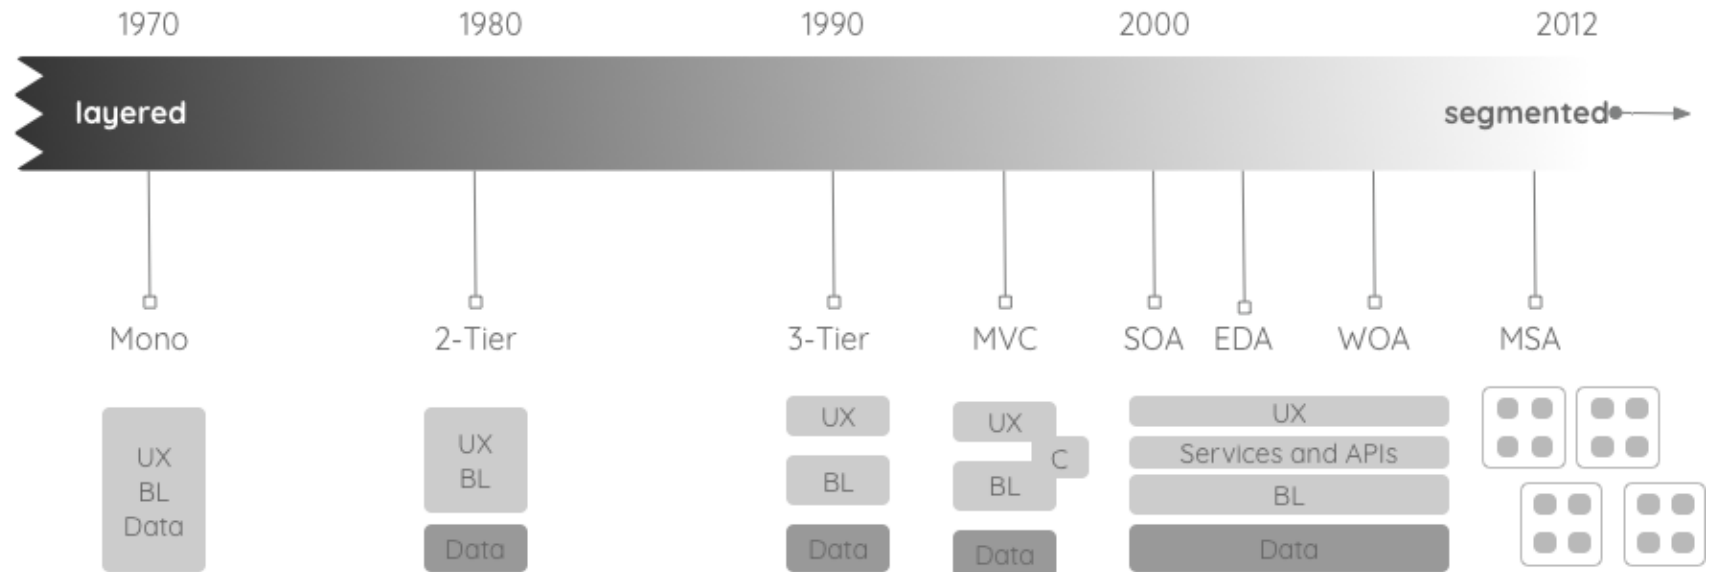 1970 1980 1990 2000 2012
layered segmented
Mono 2-Tier 3-Tier MVC SOA EDA WOA MSA
UX
BL
Data
UX
BL
Data
UX
BL
Data
UX
C
BL
Data
UX
Services and APIs
BL
Data